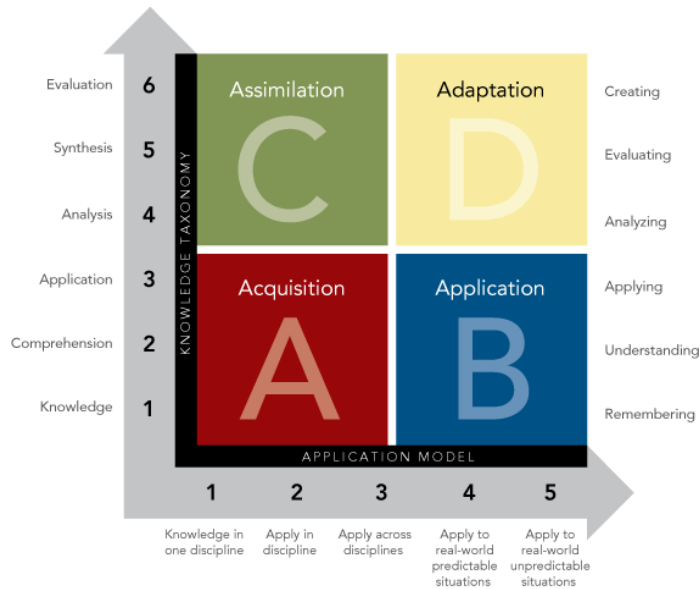 Evaluation 6 Assimilation Adaptation Creating
Synthesis 5 C D Evaluating
Analysis 4 Analyzing
KNOWLEDGE TAXONOMY
Application 3 Acquisition Application Applying
Comprehension 2 A B Understanding
Knowledge 1 Remembering
APPLICATION MODEL
1 2 3 4 5
Knowledge in Apply in Apply across Apply to Apply to
one discipline discipline disciplines real-world real-world
predictable unpredictable
situations situations